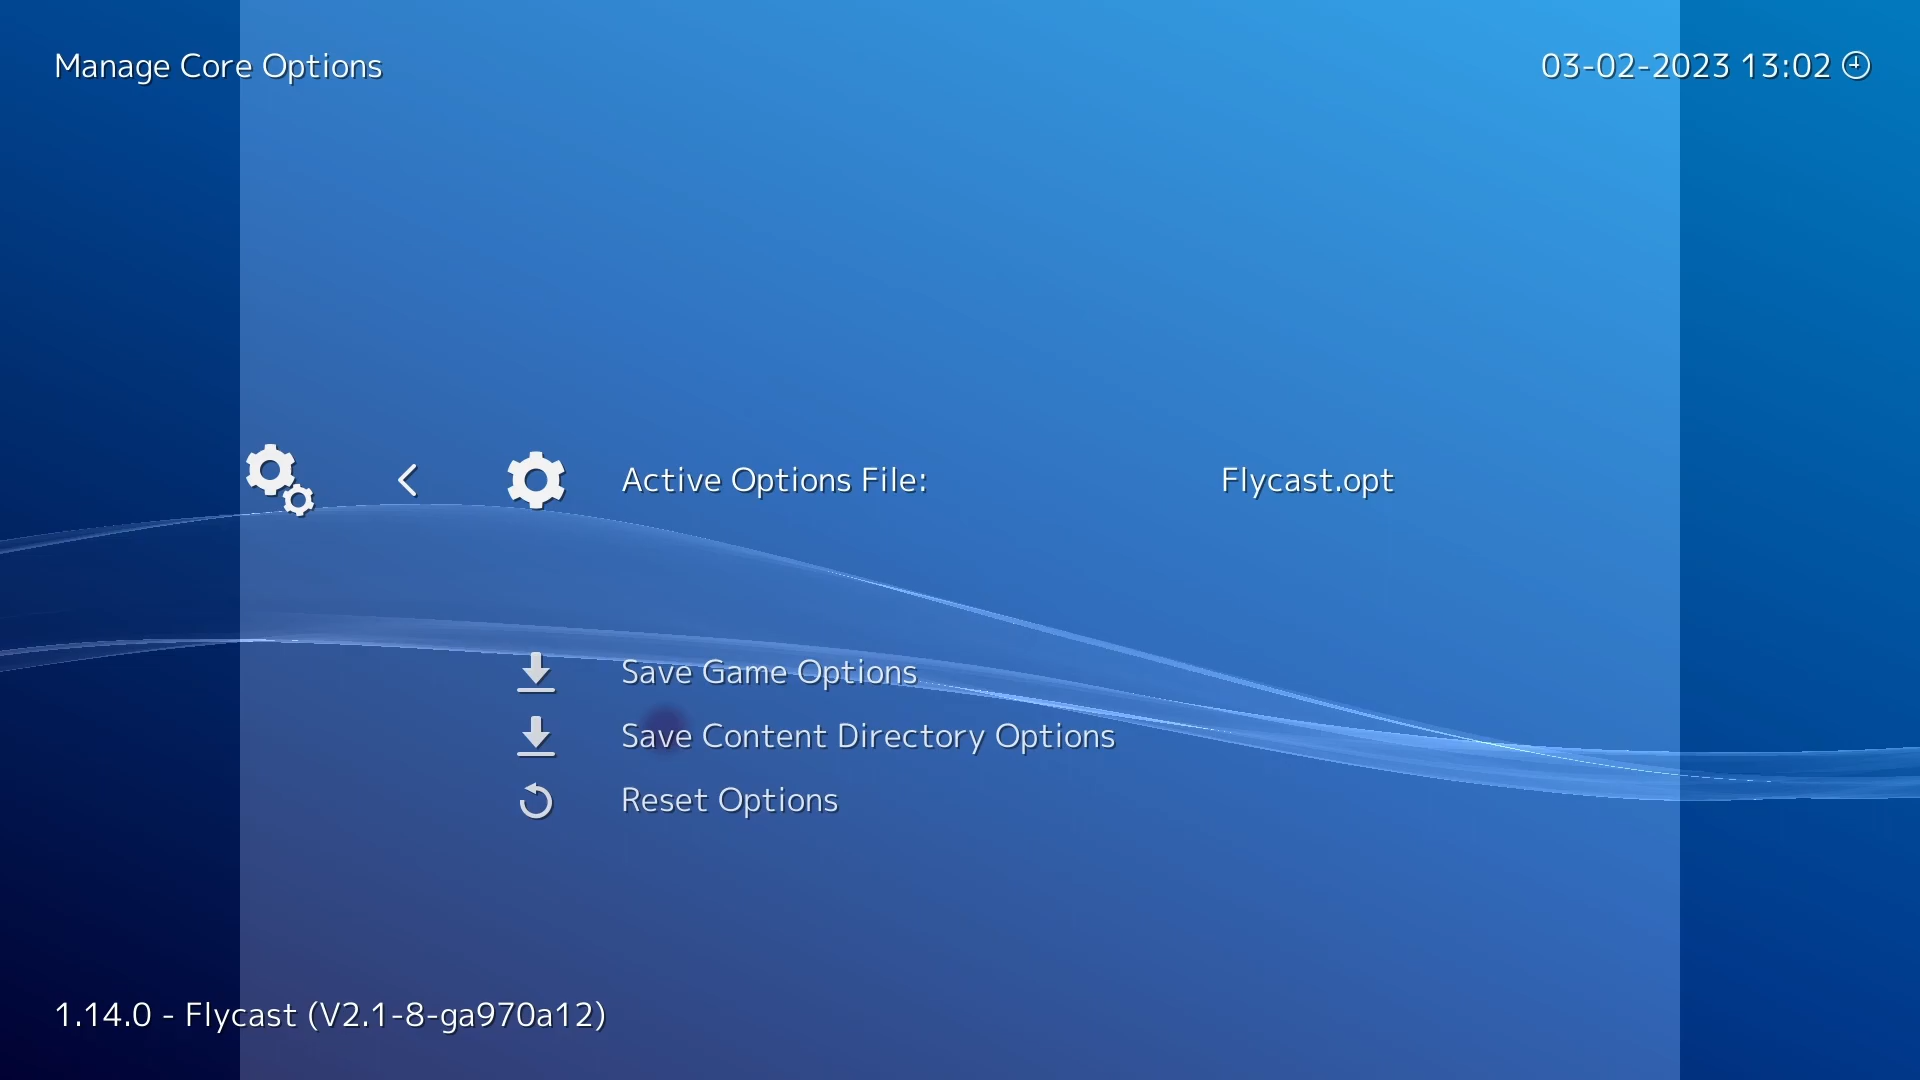 Manage Core Options
03-02-2023 13:02
Active Options File: Flycast.opt
Save Game Options
Save Content Directory Options
Reset Options
1.14.0 - Flycast (V2.1-8-ga970a12)